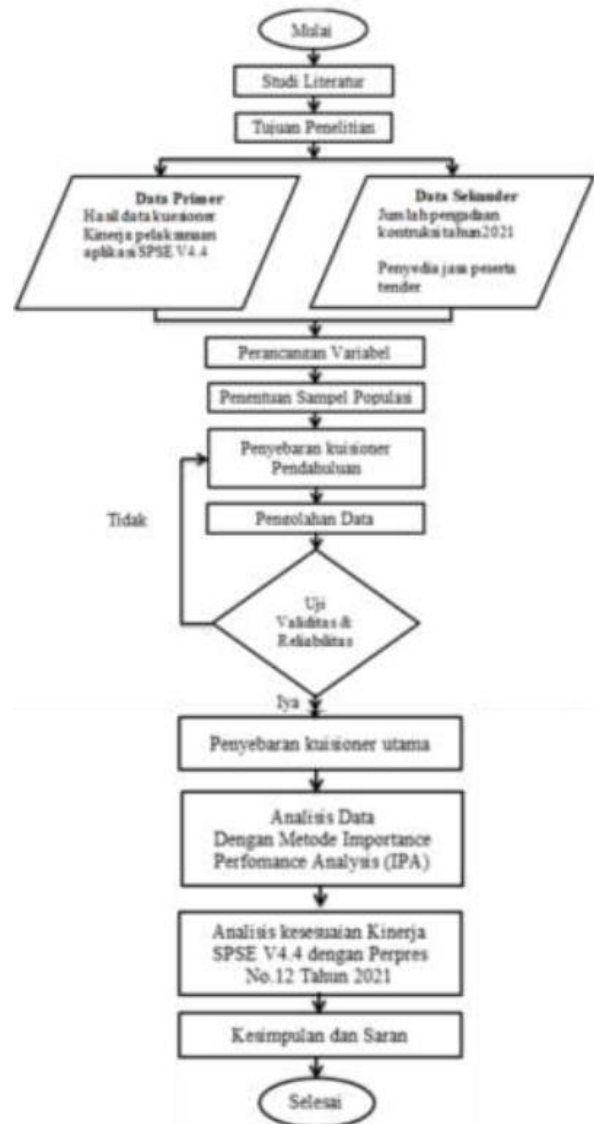 Mulai
Studi Literatur
Tujuan Penelitian
Data Primer
Hasil data kuesioner
Kinerja pelaksanaan
aplikasi SPSE V4.4
Data Sekunder
Jumlah pengadaan
kontruksi tahun 2021
Penyedia jasa peserta
tender
Perancangan Variabel
Penentuan Sampel Populasi
Penyebaran kuisioner
Pendahuluan
Pengolahan Data
Tidak
Uji
Validitas &
Reliabilitas
Iya
Penyebaran kuisioner utama
Analisis Data
Dengan Metode Importance
Perfomance Analysis (IPA)
Analisis kesesuaian Kinerja
SPSE V4.4 dengan Perpres
No.12 Tahun 2021
Kesimpulan dan Saran
Selesai